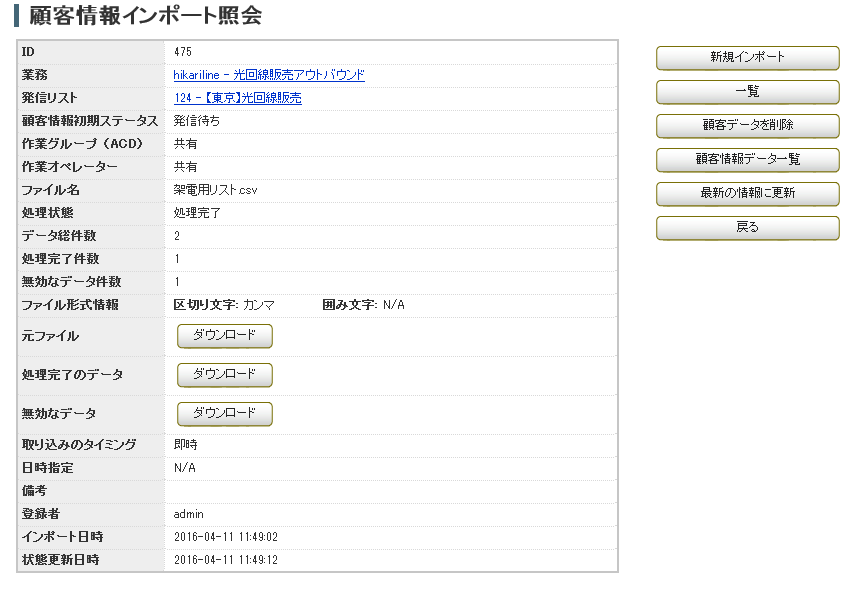 顧客情報インポート照会
ID 475
業務 hikariline - 光回線販売アウトバウンド
発信リスト 124 - 【東京】光回線販売
顧客情報初期ステータス 発信待ち
作業グループ（ACD） 共有
作業オペレーター 共有
ファイル名 架電用リスト.csv
処理状態 処理完了
データ総件数 2
処理完了件数 1
無効なデータ件数 1
ファイル形式情報 区切り文字: カンマ 囲み文字: N/A
元ファイル ダウンロード
処理完了のデータ ダウンロード
無効なデータ ダウンロード
取り込みのタイミング 即時
日時指定 N/A
備考
登録者 admin
インポート日時 2016-04-11 11:49:02
状態更新日時 2016-04-11 11:49:12
新規インポート
一覧
顧客データを削除
顧客情報データ一覧
最新の情報に更新
戻る